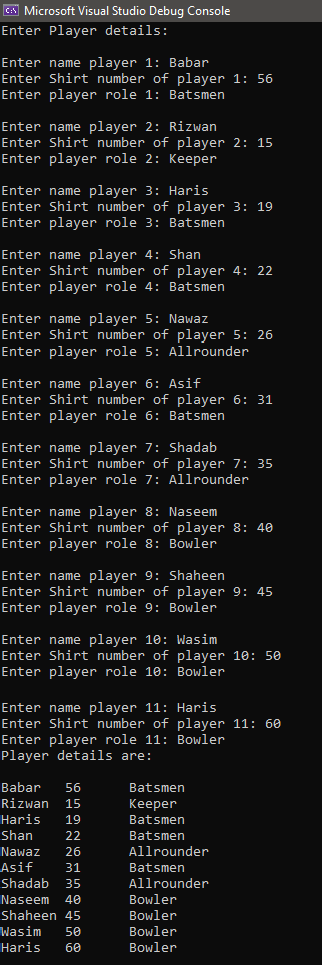 Microsoft Visual Studio Debug Console
Enter Player details:
Enter name player 1: Babar
Enter Shirt number of player 1: 56
Enter player role 1: Batsmen
Enter name player 2: Rizwan
Enter Shirt number of player 2: 15
Enter player role 2: Keeper
Enter name player 3: Haris
Enter Shirt number of player 3: 19
Enter player role 3: Batsmen
Enter name player 4: Shan
Enter Shirt number of player 4: 22
Enter player role 4: Batsmen
Enter name player 5: Nawaz
Enter Shirt number of player 5: 26
Enter player role 5: Allrounder
Enter name player 6: Asif
Enter Shirt number of player 6: 31
Enter player role 6: Batsmen
Enter name player 7: Shadab
Enter Shirt number of player 7: 35
Enter player role 7: Allrounder
Enter name player 8: Naseem
Enter Shirt number of player 8: 40
Enter player role 8: Bowler
Enter name player 9: Shaheen
Enter Shirt number of player 9: 45
Enter player role 9: Bowler
Enter name player 10: Wasim
Enter Shirt number of player 10: 50
Enter player role 10: Bowler
Enter name player 11: Haris
Enter Shirt number of player 11: 60
Enter player role 11: Bowler
Player details are:
Babar 56 Batsmen
Rizwan 15 Keeper
Haris 19 Batsmen
Shan 22 Batsmen
Nawaz 26 Allrounder
Asif 31 Batsmen
Shadab 35 Allrounder
Naseem 40 Bowler
Shaheen 45 Bowler
Wasim 50 Bowler
Haris 60 Bowler